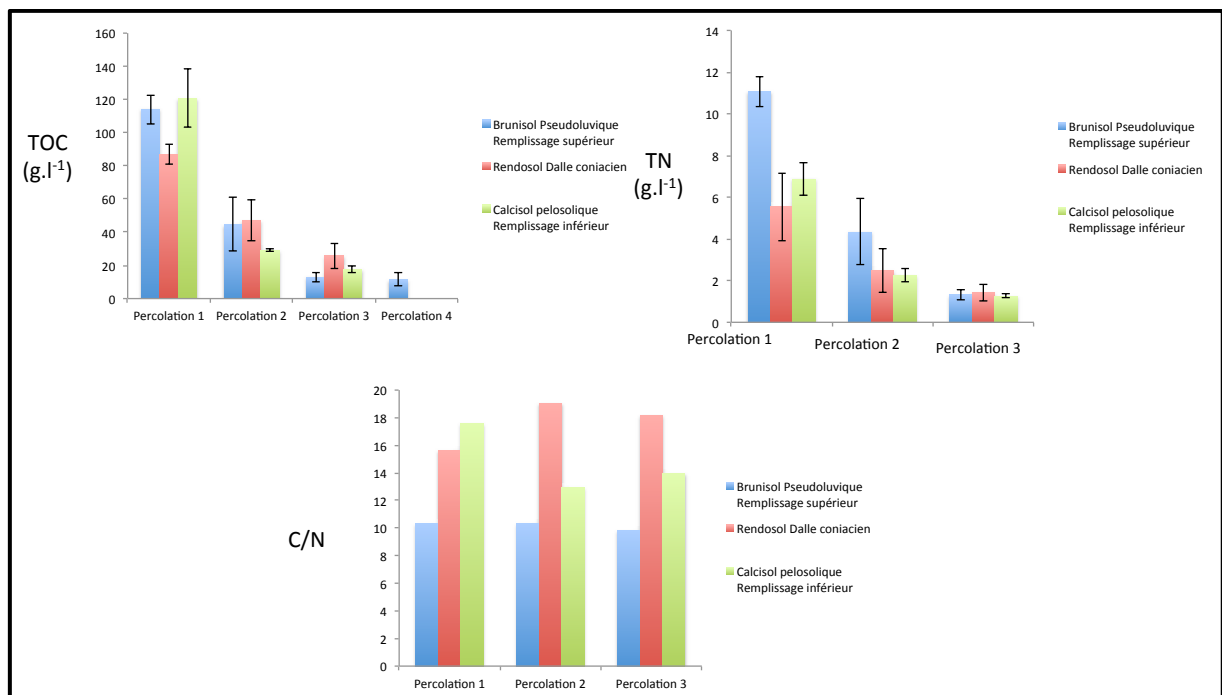 160
140
120
100
80
60
40
20
0
TOC
(g.l-1)
Percolation 1 Percolation 2 Percolation 3 Percolation 4
Brunisol Pseudoluvique
Remplissage supérieur
Rendosol Dalle coniacien
Calcisol pelosolique
Remplissage inférieur
14
12
10
8
6
4
2
0
TN
(g.l-1)
Percolation 1 Percolation 2 Percolation 3
Brunisol Pseudoluvique
Remplissage supérieur
Rendosol Dalle coniacien
Calcisol pelosolique
Remplissage inférieur
20
18
16
14
12
10
8
6
4
2
0
C/N
Percolation 1 Percolation 2 Percolation 3
Brunisol Pseudoluvique
Remplissage supérieur
Rendosol Dalle coniacien
Calcisol pelosolique
Remplissage inférieur